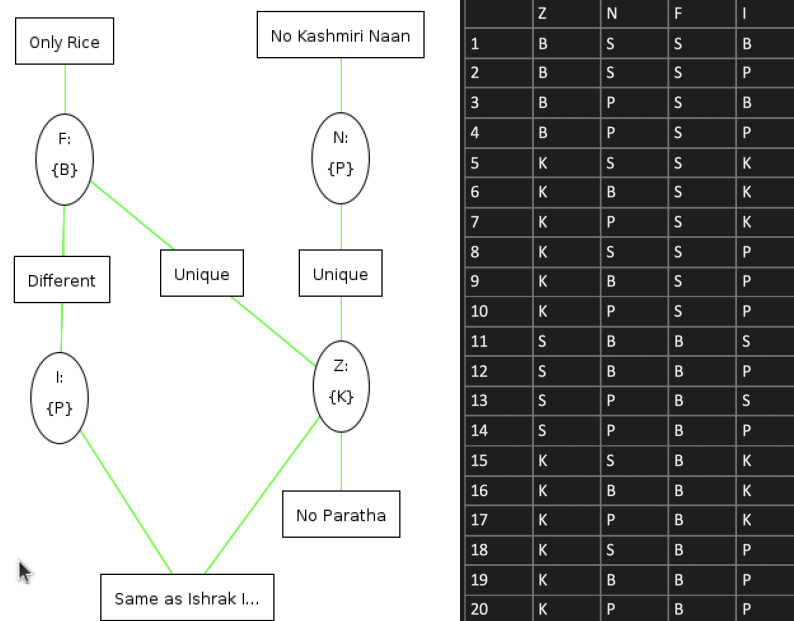 Only Rice
No Kashmiri Naan
F:
{B}
N:
{P}
Different
Unique
Unique
I:
{P}
Z:
{K}
No Paratha
Same as Ishrak I...
Z N F I
1 B S S B
2 B S S P
3 B P S B
4 B P S P
5 K S S K
6 K B S K
7 K P S K
8 K S S P
9 K B S P
10 K P S P
11 S B B S
12 S B B P
13 S P B S
14 S P B P
15 K S B K
16 K B B K
17 K P B K
18 K S B P
19 K B B P
20 K P B P